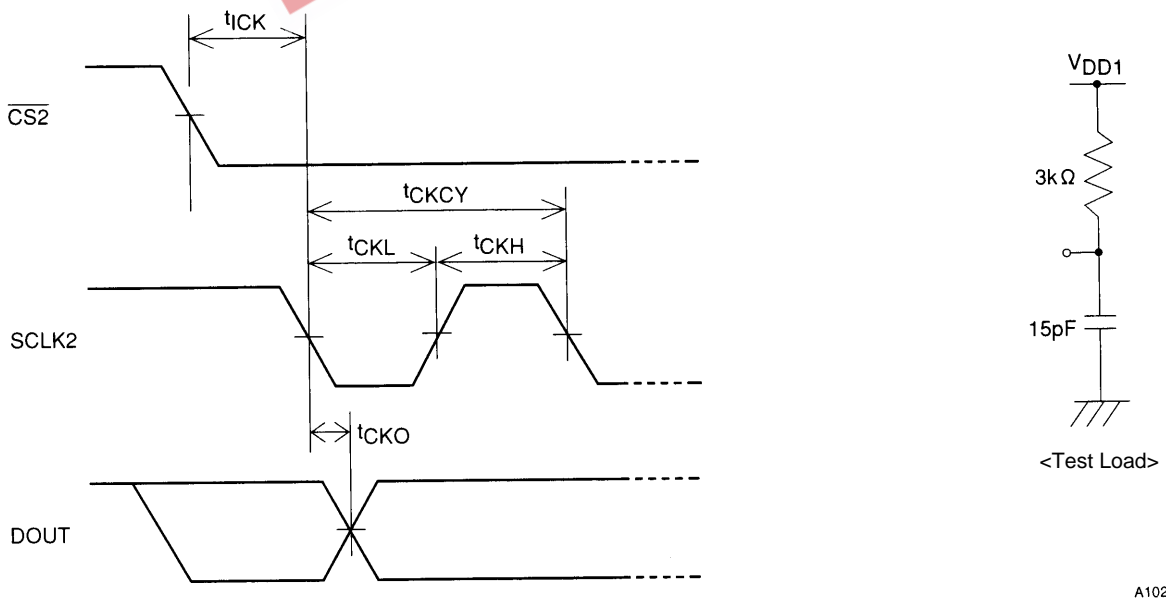 tICK
CS2
tCKCY
tCKL
tCKH
SCLK2
tCKO
DOUT
VDD1
3kΩ
15pF
<Test Load>
A102